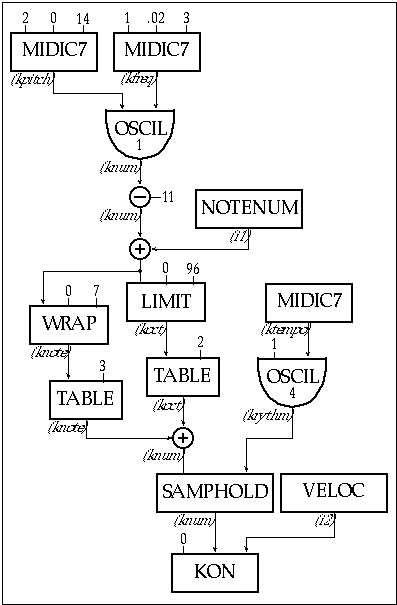 2 0 14 1 .02 3
MIDIC7 MIDIC7
(kpitch) (kfreq)
OSCIL
1
(knum)
11
(knum)
NOTENUM
(i1)
0 7 0 96
WRAP LIMIT MIDIC7
(knote) (koct) (ktempo)
3 2 1
TABLE TABLE OSCIL
4
(knote) (koct) (krythm)
(knum)
SAMPHOLD VELOC
(knum) (i2)
0
KON